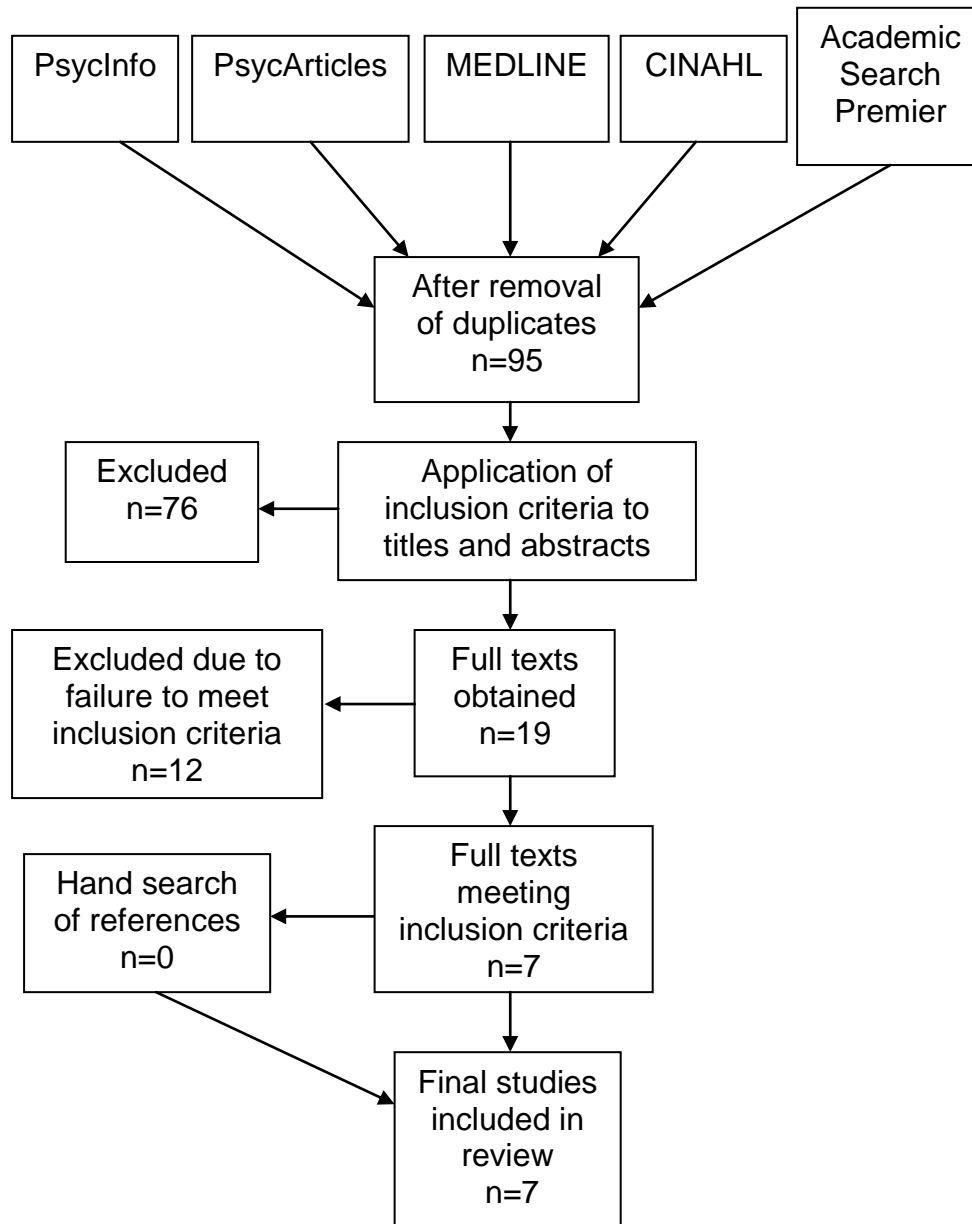 PsycInfo
PsycArticles
MEDLINE
CINAHL
Academic
Search
Premier
After removal
of duplicates
n=95
Excluded
n=76
Application of
inclusion criteria to
titles and abstracts
Excluded due to
failure to meet
inclusion criteria
n=12
Full texts
obtained
n=19
Hand search
of references
n=0
Full texts
meeting
inclusion criteria
n=7
Final studies
included in
review
n=7